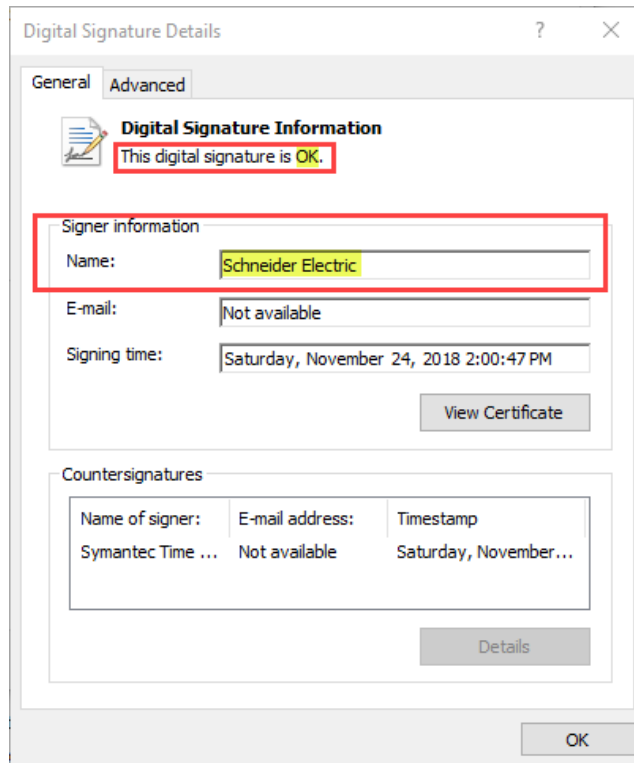 Digital Signature Details ? ×
General Advanced
Digital Signature Information
This digital signature is OK.
Signer information
Name: Schneider Electric
E-mail: Not available
Signing time: Saturday, November 24, 2018 2:00:47 PM
View Certificate
Countersignatures
Name of signer: E-mail address: Timestamp
Symantec Time ... Not available Saturday, November...
Details
OK